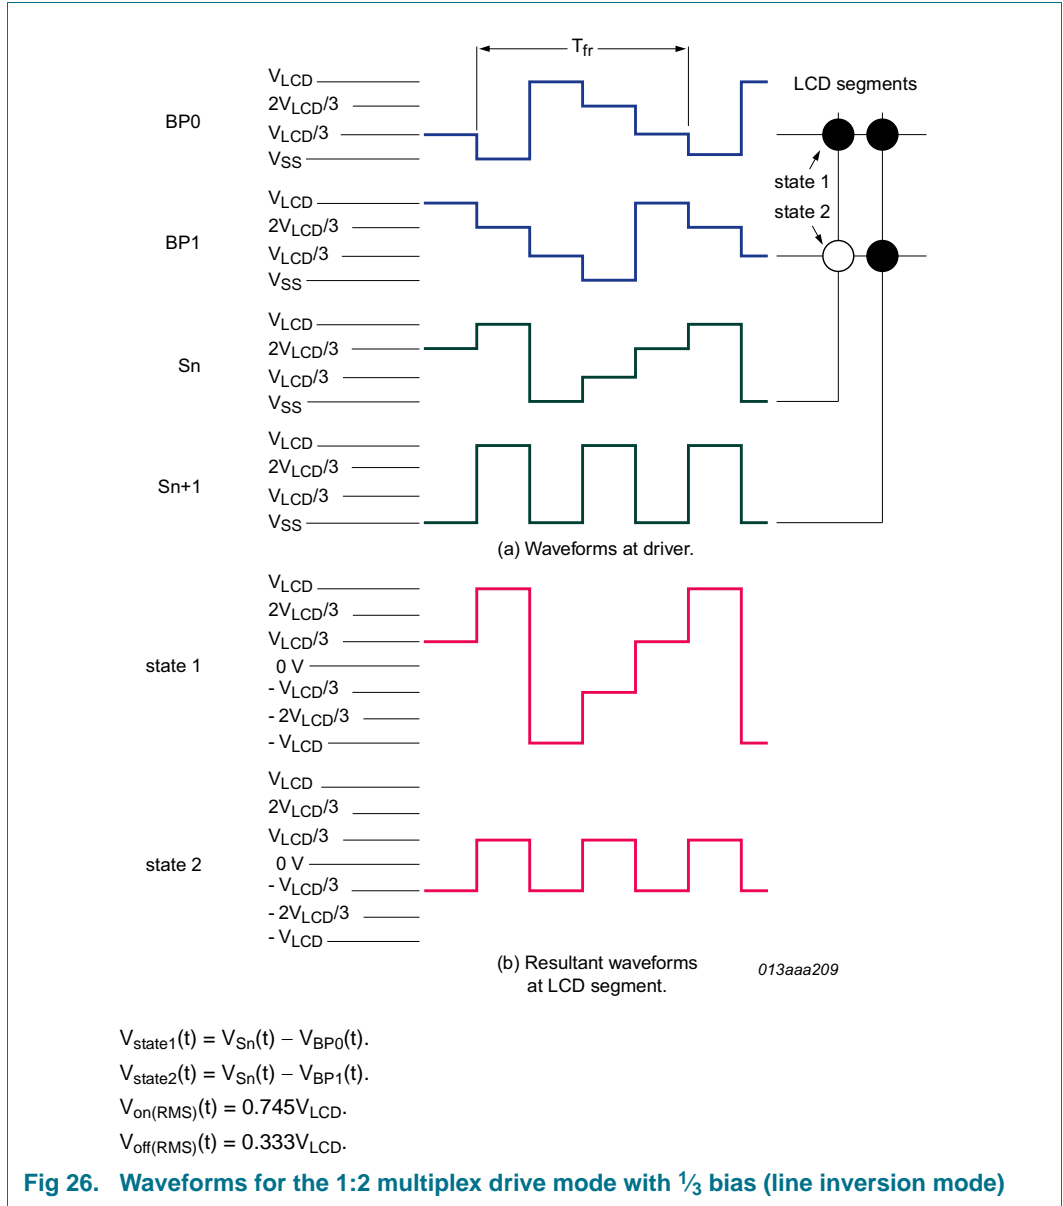 T_fr
LCD segments
BP0
V_LCD
2V_LCD/3
V_LCD/3
V_SS
state 1
state 2
BP1
V_LCD
2V_LCD/3
V_LCD/3
V_SS
Sn
V_LCD
2V_LCD/3
V_LCD/3
V_SS
Sn+1
V_LCD
2V_LCD/3
V_LCD/3
V_SS
(a) Waveforms at driver.
state 1
V_LCD
2V_LCD/3
V_LCD/3
0 V
- V_LCD/3
- 2V_LCD/3
- V_LCD
state 2
V_LCD
2V_LCD/3
V_LCD/3
0 V
- V_LCD/3
- 2V_LCD/3
- V_LCD
(b) Resultant waveforms
at LCD segment.
013aaa209
V_state1(t) = V_Sn(t) − V_BP0(t).
V_state2(t) = V_Sn(t) − V_BP1(t).
V_on(RMS)(t) = 0.745V_LCD.
V_off(RMS)(t) = 0.333V_LCD.
Fig 26. Waveforms for the 1:2 multiplex drive mode with 1⁄3 bias (line inversion mode)